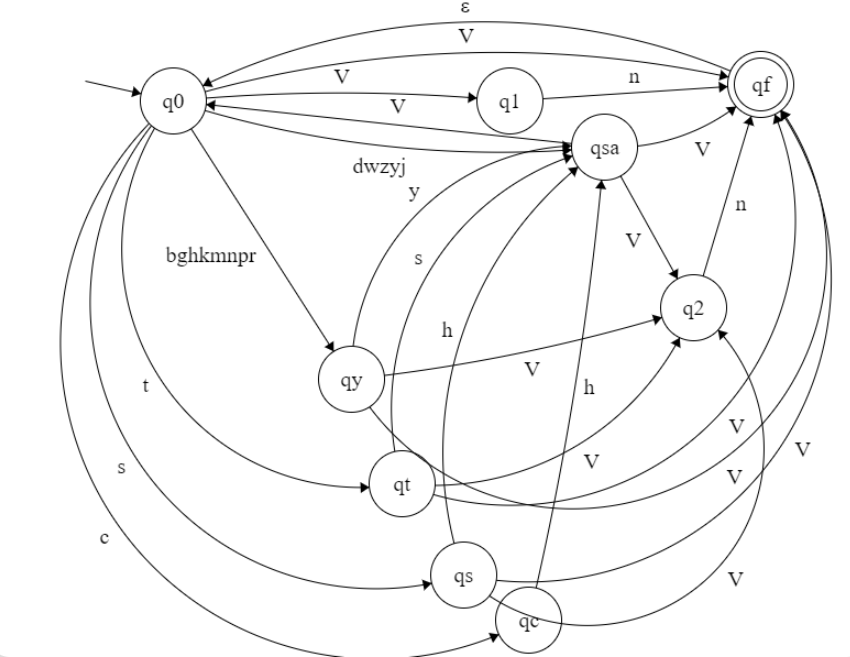 ε
V
V
n
q0
q1
qf
V
qsa
V
dwzyj
y
n
V
bghkmnpr
s
q2
h
V
qy
h
t
V
V
V
s
qt
V
c
qs
V
qc